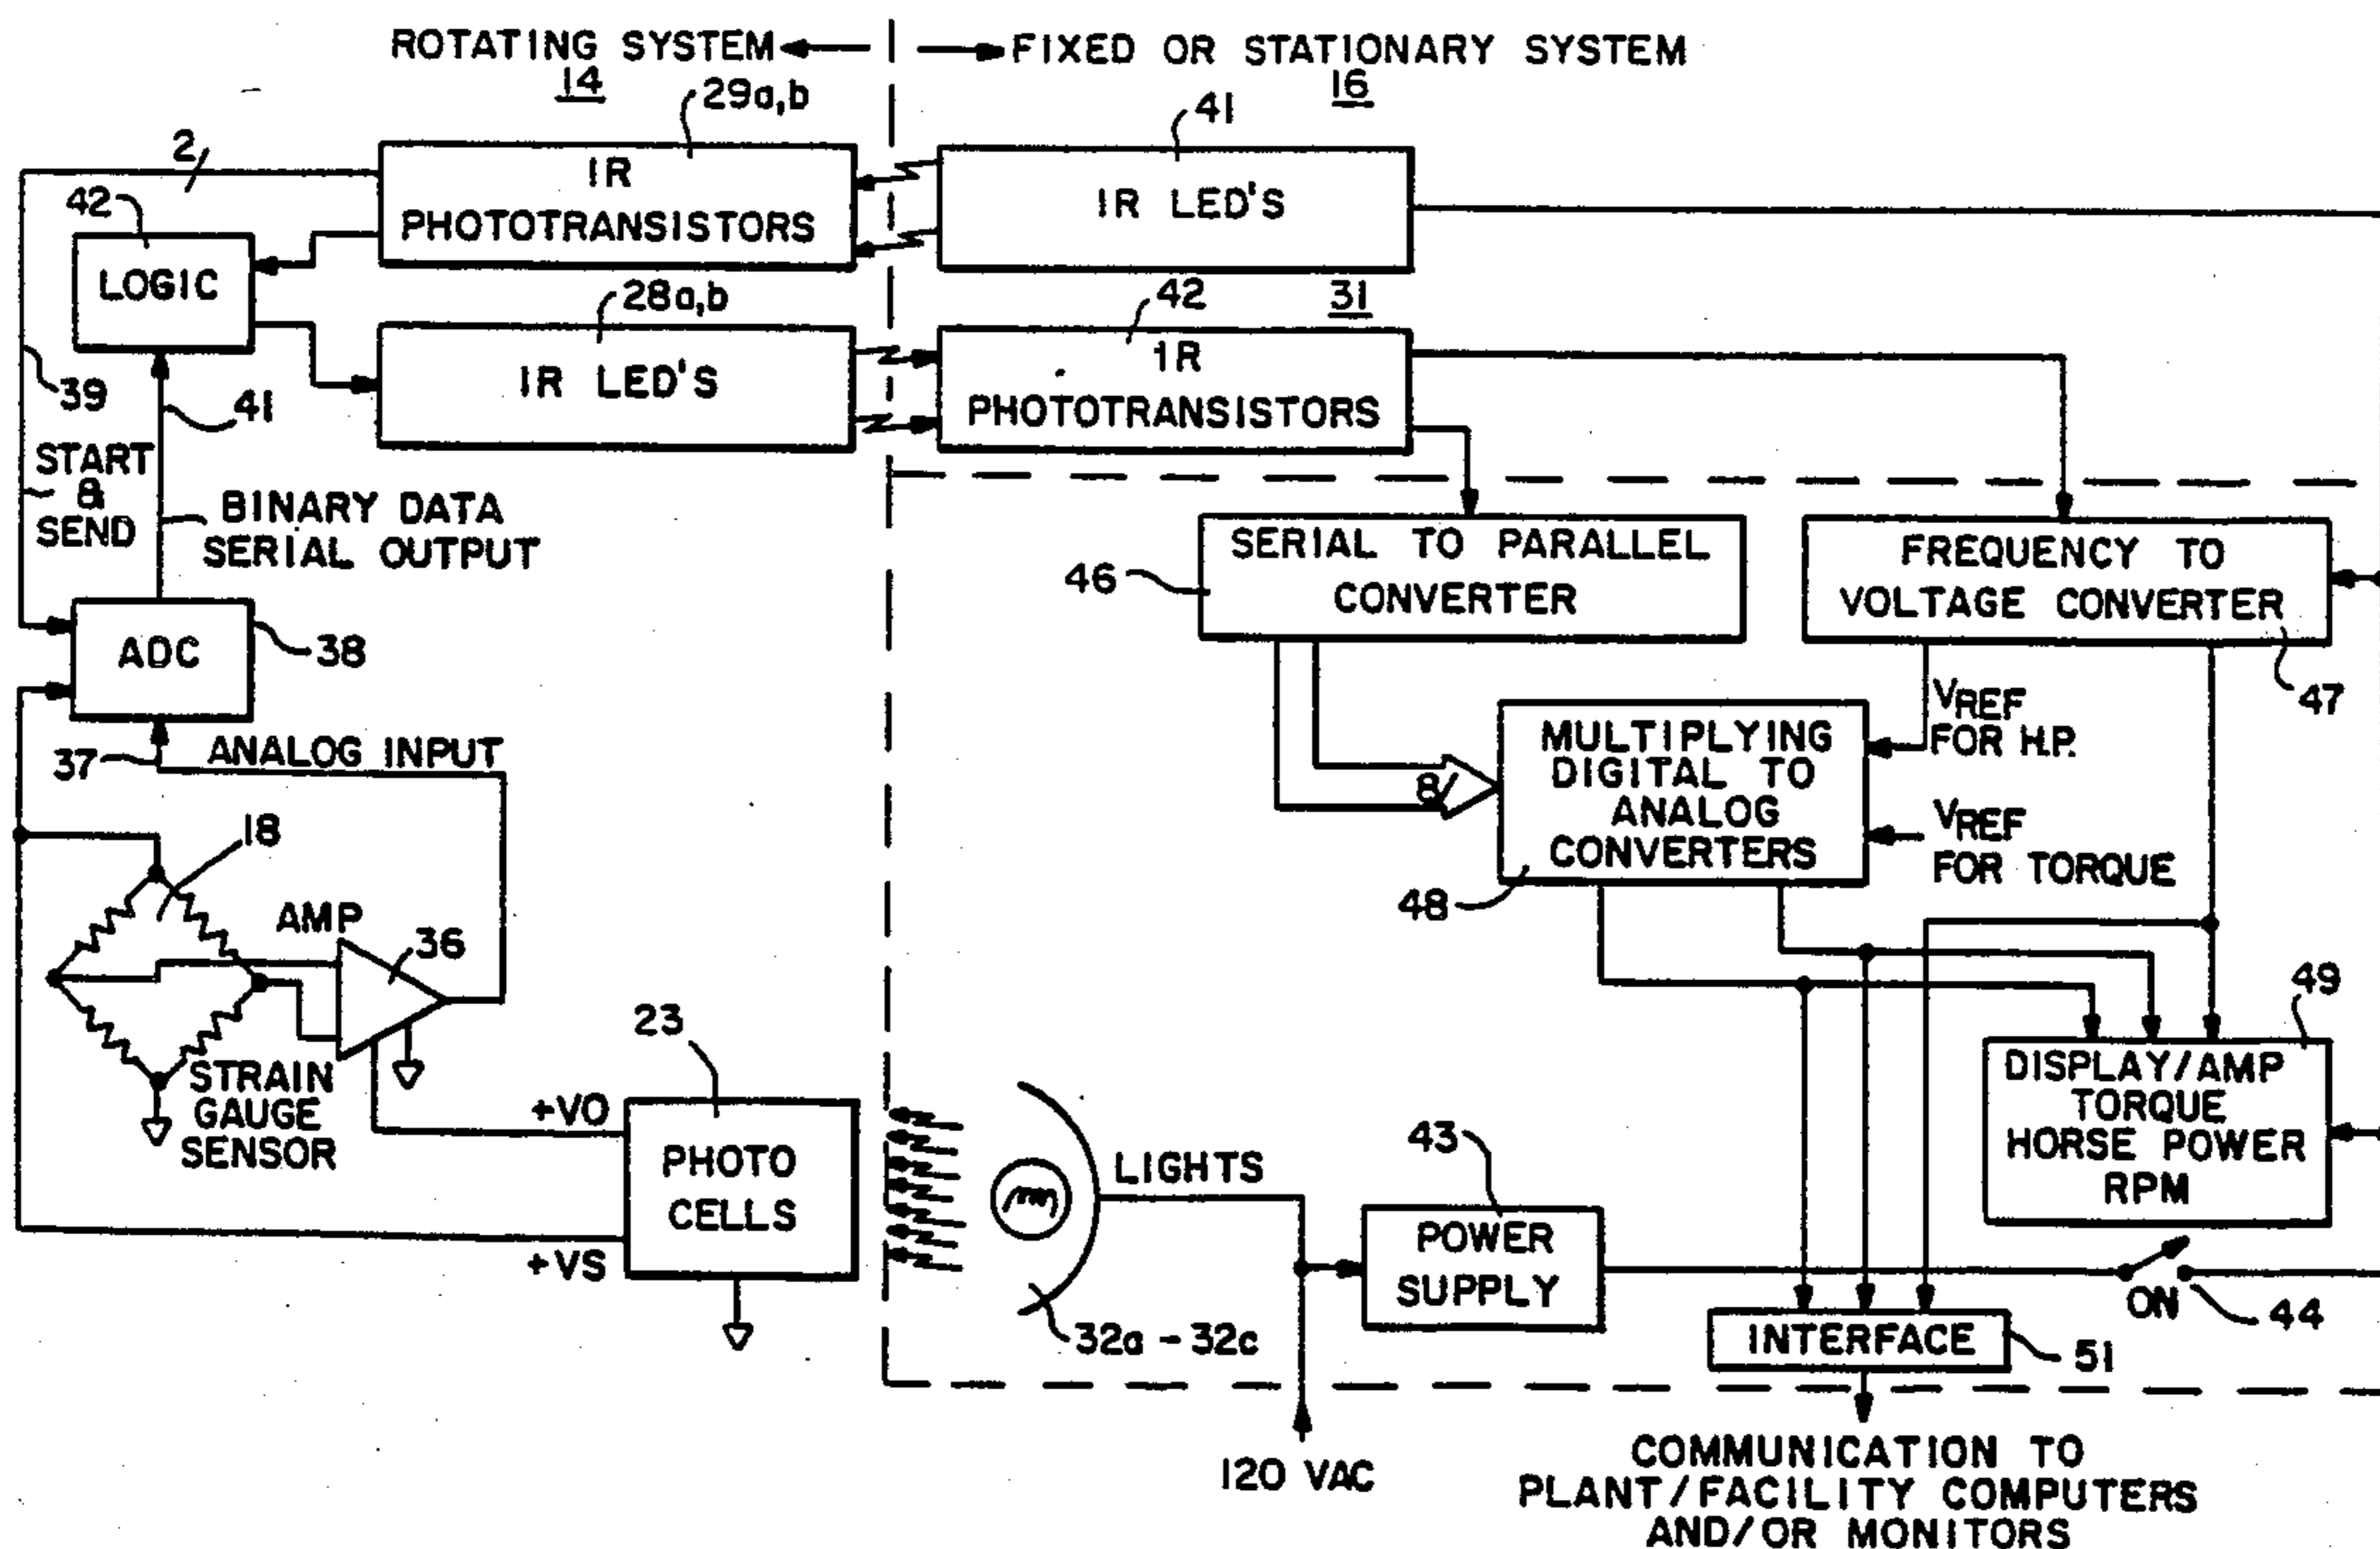 ROTATING SYSTEM
14
FIXED OR STATIONARY SYSTEM
16
29a,b
41
2
IR
PHOTOTRANSISTORS
IR LED'S
42
LOGIC
28a,b
42
31
IR LED'S
IR
PHOTOTRANSISTORS
39
41
START
&
SEND
BINARY DATA
SERIAL OUTPUT
46
SERIAL TO PARALLEL
CONVERTER
FREQUENCY TO
VOLTAGE CONVERTER
47
ADC
38
37
ANALOG INPUT
8
MULTIPLYING
DIGITAL TO
ANALOG
CONVERTERS
48
VREF
FOR H.P.
VREF
FOR TORQUE
18
AMP
36
STRAIN
GAUGE
SENSOR
23
+VO
PHOTO
CELLS
+VS
LIGHTS
32a - 32c
43
POWER
SUPPLY
49
DISPLAY/AMP
TORQUE
HORSE POWER
RPM
ON
44
INTERFACE
51
120 VAC
COMMUNICATION TO
PLANT/FACILITY COMPUTERS
AND/OR MONITORS